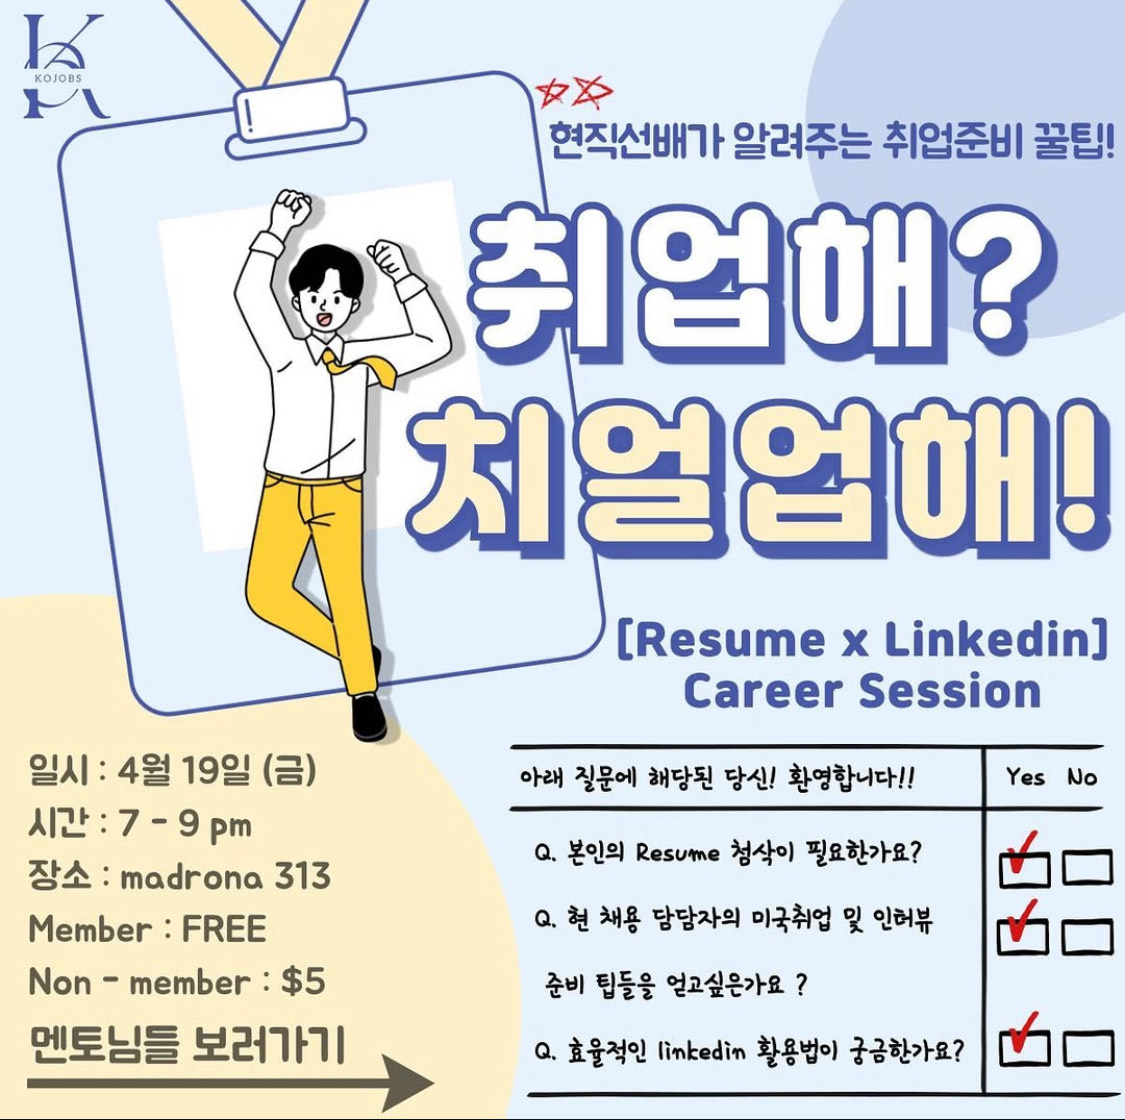 KOJOBS
현직선배가 알려주는 취업준비 꿀팁!
취업해?
치얼업해!
[Resume x Linkedin]
Career Session
일시 : 4월 19일 (금)
시간 : 7 - 9 pm
장소 : madrona 313
Member : FREE
Non - member : $5
멘토님들 보러가기
아래 질문에 해당된 당신! 환영합니다!! Yes No
Q. 본인의 Resume 첨삭이 필요한가요?
Q. 현 채용 담담자의 미국취업 및 인터뷰
준비 팁들을 얻고싶은가요 ?
Q. 효율적인 linkedin 활용법이 궁금한가요?